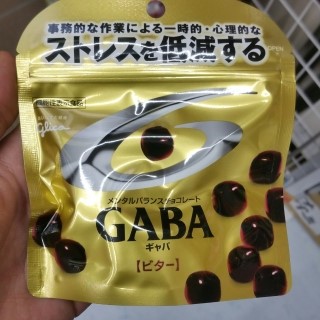 事務的な作業による一時的・心理的な
ストレスを低減する
機能性表示食品
Glico
メンタルバランスチョコレート
GABA
ギャバ
【ビター】